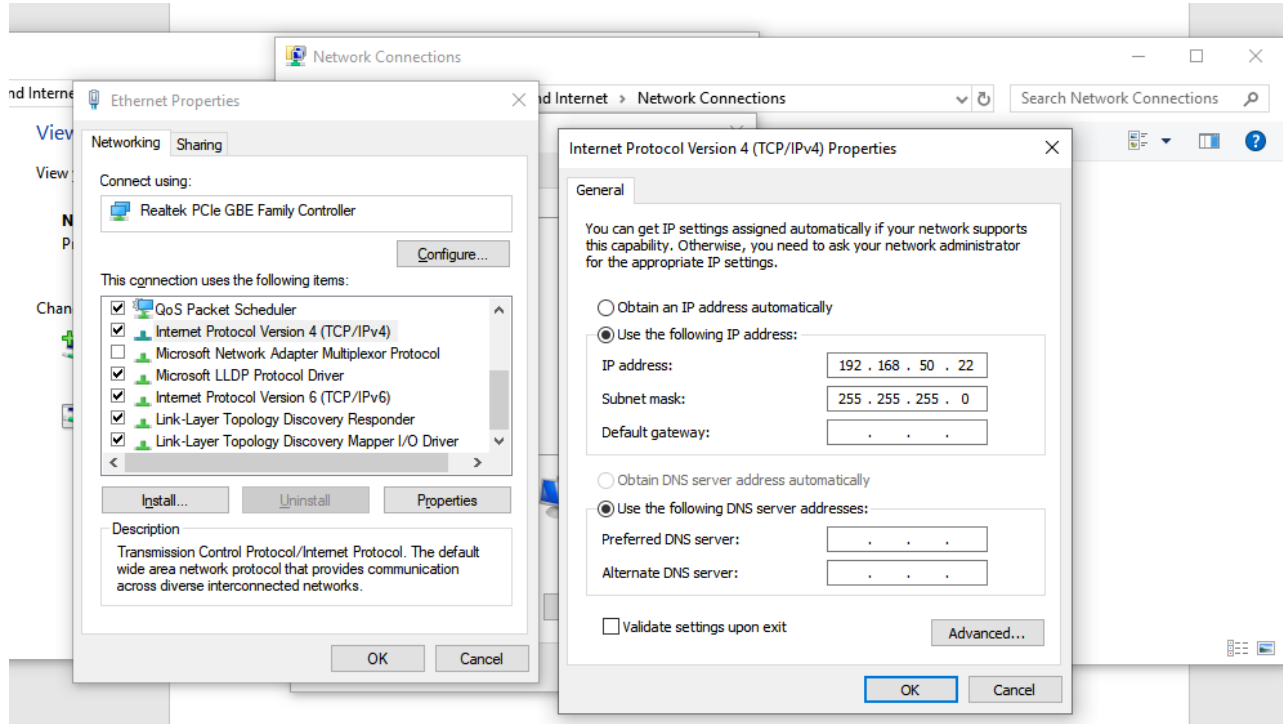 Network Connections
nd Interne
nd Internet › Network Connections
Search Network Connections
View
View
N
Chan
Ethernet Properties
Networking
Sharing
Connect using:
Realtek PCIe GBE Family Controller
Configure...
This connection uses the following items:
QoS Packet Scheduler
Internet Protocol Version 4 (TCP/IPv4)
Microsoft Network Adapter Multiplexor Protocol
Microsoft LLDP Protocol Driver
Internet Protocol Version 6 (TCP/IPv6)
Link-Layer Topology Discovery Responder
Link-Layer Topology Discovery Mapper I/O Driver
Install...
Uninstall
Properties
Description
Transmission Control Protocol/Internet Protocol. The default
wide area network protocol that provides communication
across diverse interconnected networks.
OK
Cancel
Internet Protocol Version 4 (TCP/IPv4) Properties
General
You can get IP settings assigned automatically if your network supports
this capability. Otherwise, you need to ask your network administrator
for the appropriate IP settings.
Obtain an IP address automatically
Use the following IP address:
IP address: 192 . 168 . 50 . 22
Subnet mask: 255 . 255 . 255 . 0
Default gateway: . . .
Obtain DNS server address automatically
Use the following DNS server addresses:
Preferred DNS server: . . .
Alternate DNS server: . . .
Validate settings upon exit
Advanced...
OK
Cancel